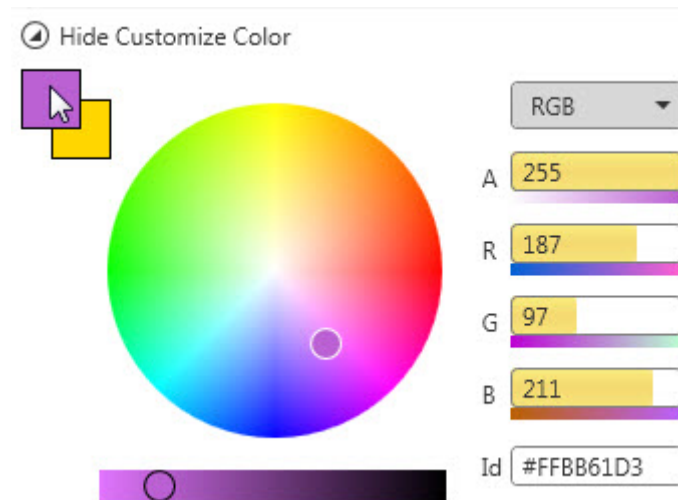 Hide Customize Color
RGB
A 255
R 187
G 97
B 211
Id #FFBB61D3